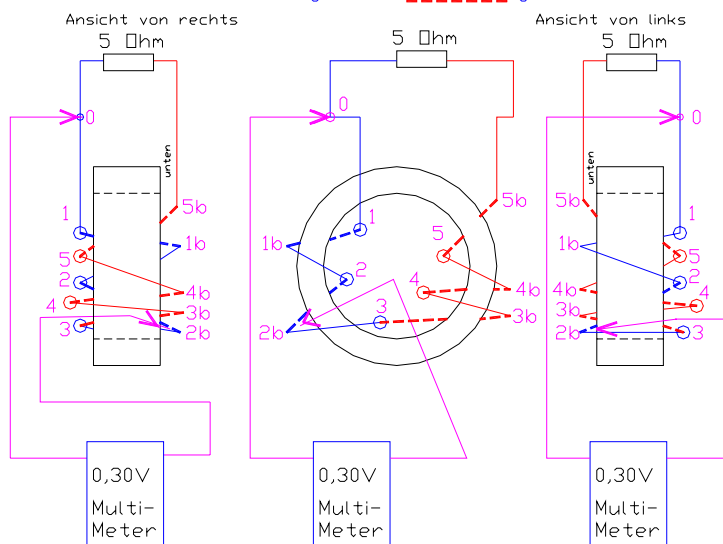 Ansicht von rechts
Ansicht von links
5 Ohm
5 Ohm
5 Ohm
0
0
0
unten
unten
5b
5b
5b
1
1
1
1b
1b
1b
5
5
5
2
2
2
4b
4b
4b
4
4
4
3b
3b
3b
3
3
3
2b
2b
2b
0,30V
Multi-
Meter
0,30V
Multi-
Meter
0,30V
Multi-
Meter